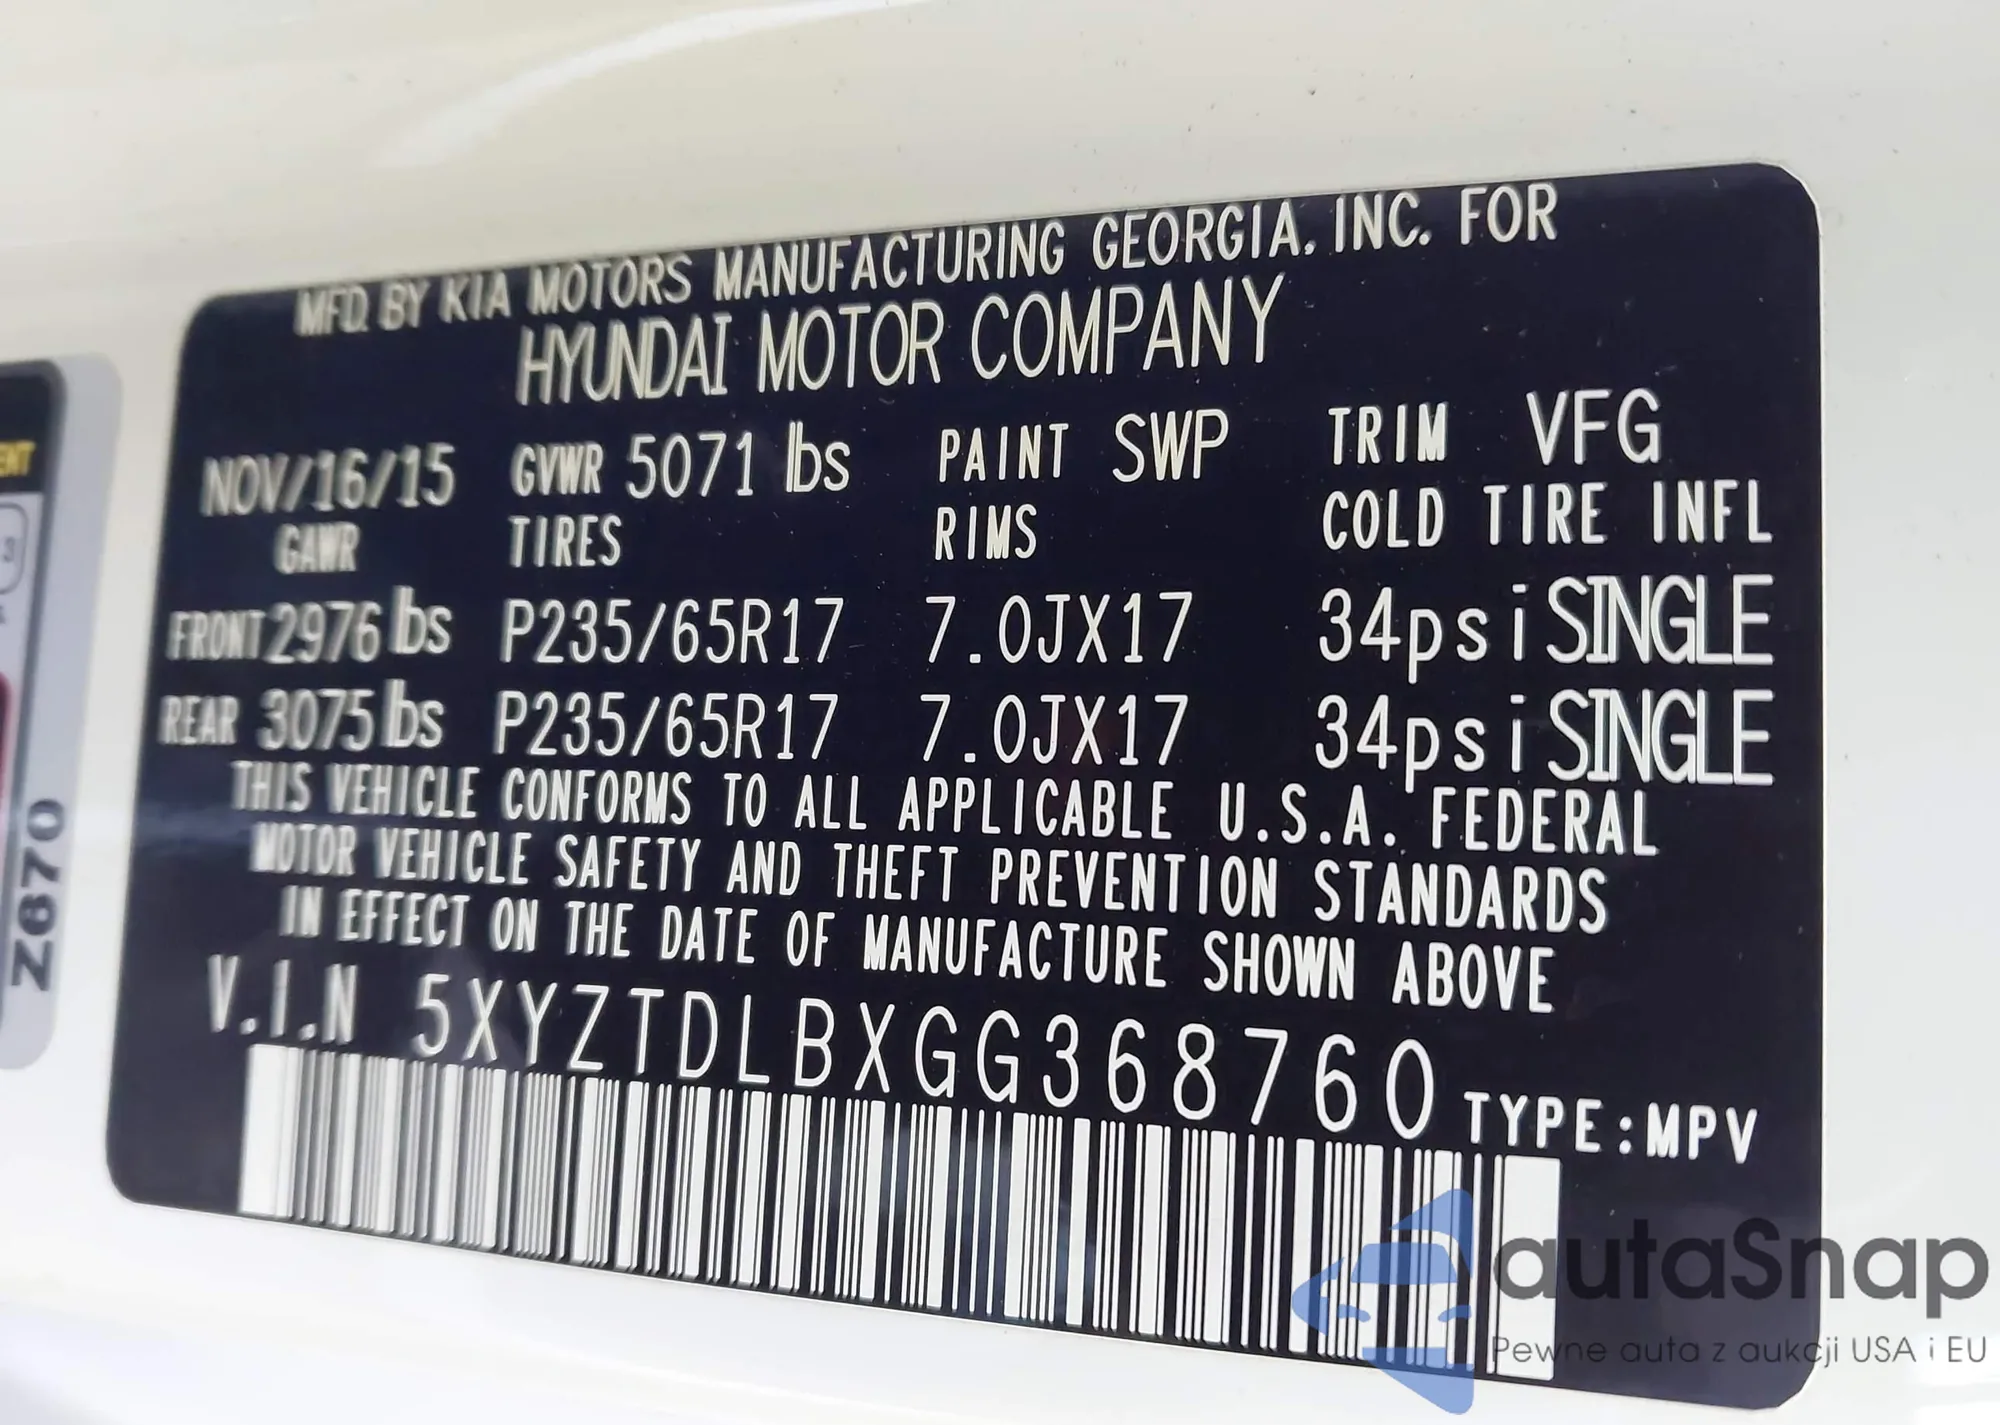 MFD. BY KIA MOTORS MANUFACTURING GEORGIA, INC. FOR
HYUNDAI MOTOR COMPANY
NOV/16/15 GVWR 5071 lbs PAINT SWP TRIM VFG
GAWR TIRES RIMS COLD TIRE INFL
FRONT 2976 lbs P235/65R17 7.0JX17 34psi SINGLE
REAR 3075 lbs P235/65R17 7.0JX17 34psi SINGLE
THIS VEHICLE CONFORMS TO ALL APPLICABLE U.S.A. FEDERAL
MOTOR VEHICLE SAFETY AND THEFT PREVENTION STANDARDS
IN EFFECT ON THE DATE OF MANUFACTURE SHOWN ABOVE
V.I.N 5XYZTDLBXGG368760 TYPE:MPV
Z670
autaSnap
Pewne auta z aukcji USA i EU